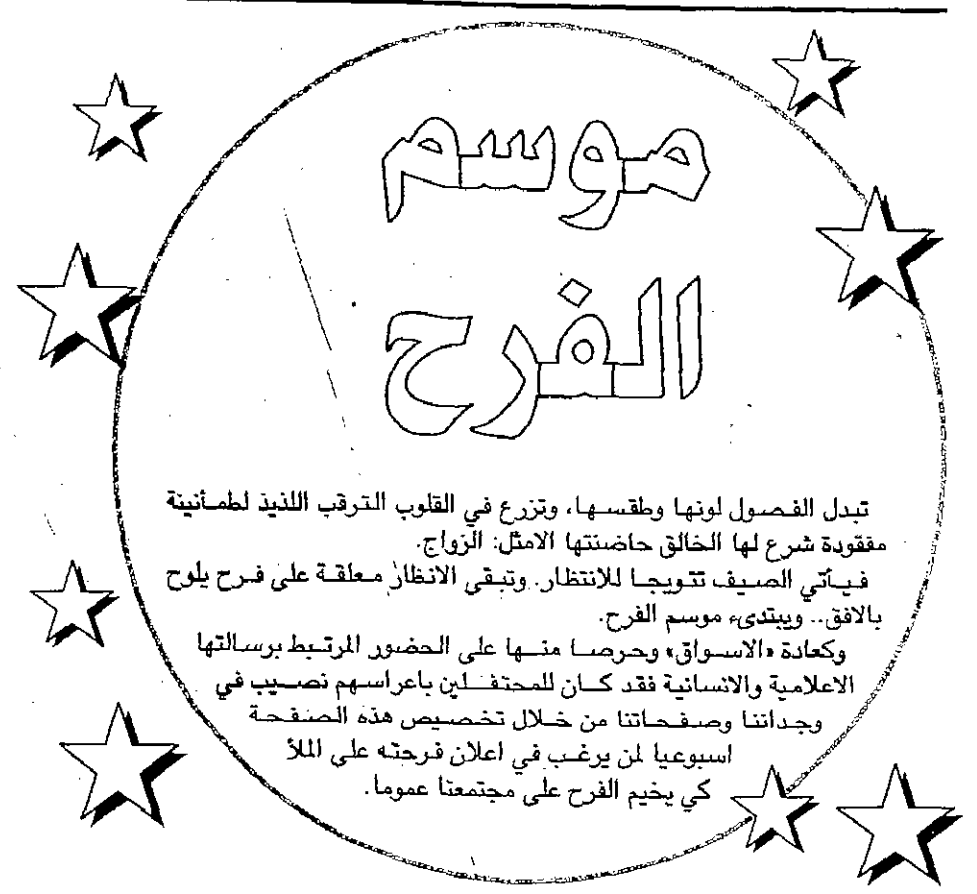 موسم
الفرح
تبدل الفصول لونها وطقسها، وتزرع في القلوب الترقب اللذيذ لطمأنينة
مفقودة شرع لها الخالق حاضنتها الامثل: الزواج.
فيأتي الصيف تتويجا للانتظار. وتبقى الانظار معلقة على فرح يلوح
بالافق.. ويبتدىء موسم الفرح.
وكعادة «الاسواق» وحرصا منها على الحضور المرتبط برسالتها
الاعلامية والانسانية فقد كان للمحتفلين باعراسهم نصيب في
وجداننا وصفحاتنا من خلال تخصيص هذه الصفحة
اسبوعيا لمن يرغب في اعلان فرحته على الملأ
كي يخيم الفرح على مجتمعنا عموما.